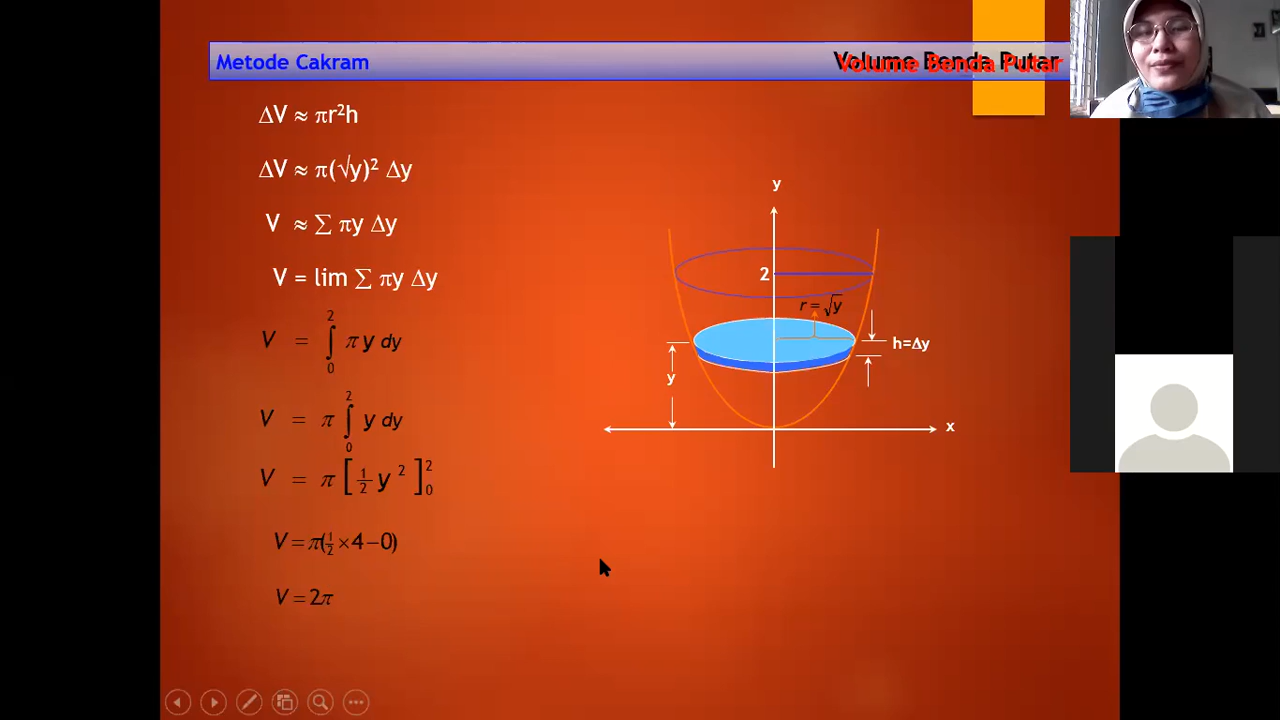 Metode Cakram
Volume Benda Putar
ΔV ≈ πr²h
ΔV ≈ π(√y)² Δy
V ≈ ∑ πy Δy
V = lim ∑ πy Δy
V = ∫₀² π y dy
V = π ∫₀² y dy
V = π [½ y ²]₀²
V = π(½×4−0)
V = 2π
y
2
r = √y
h=Δy
y
x